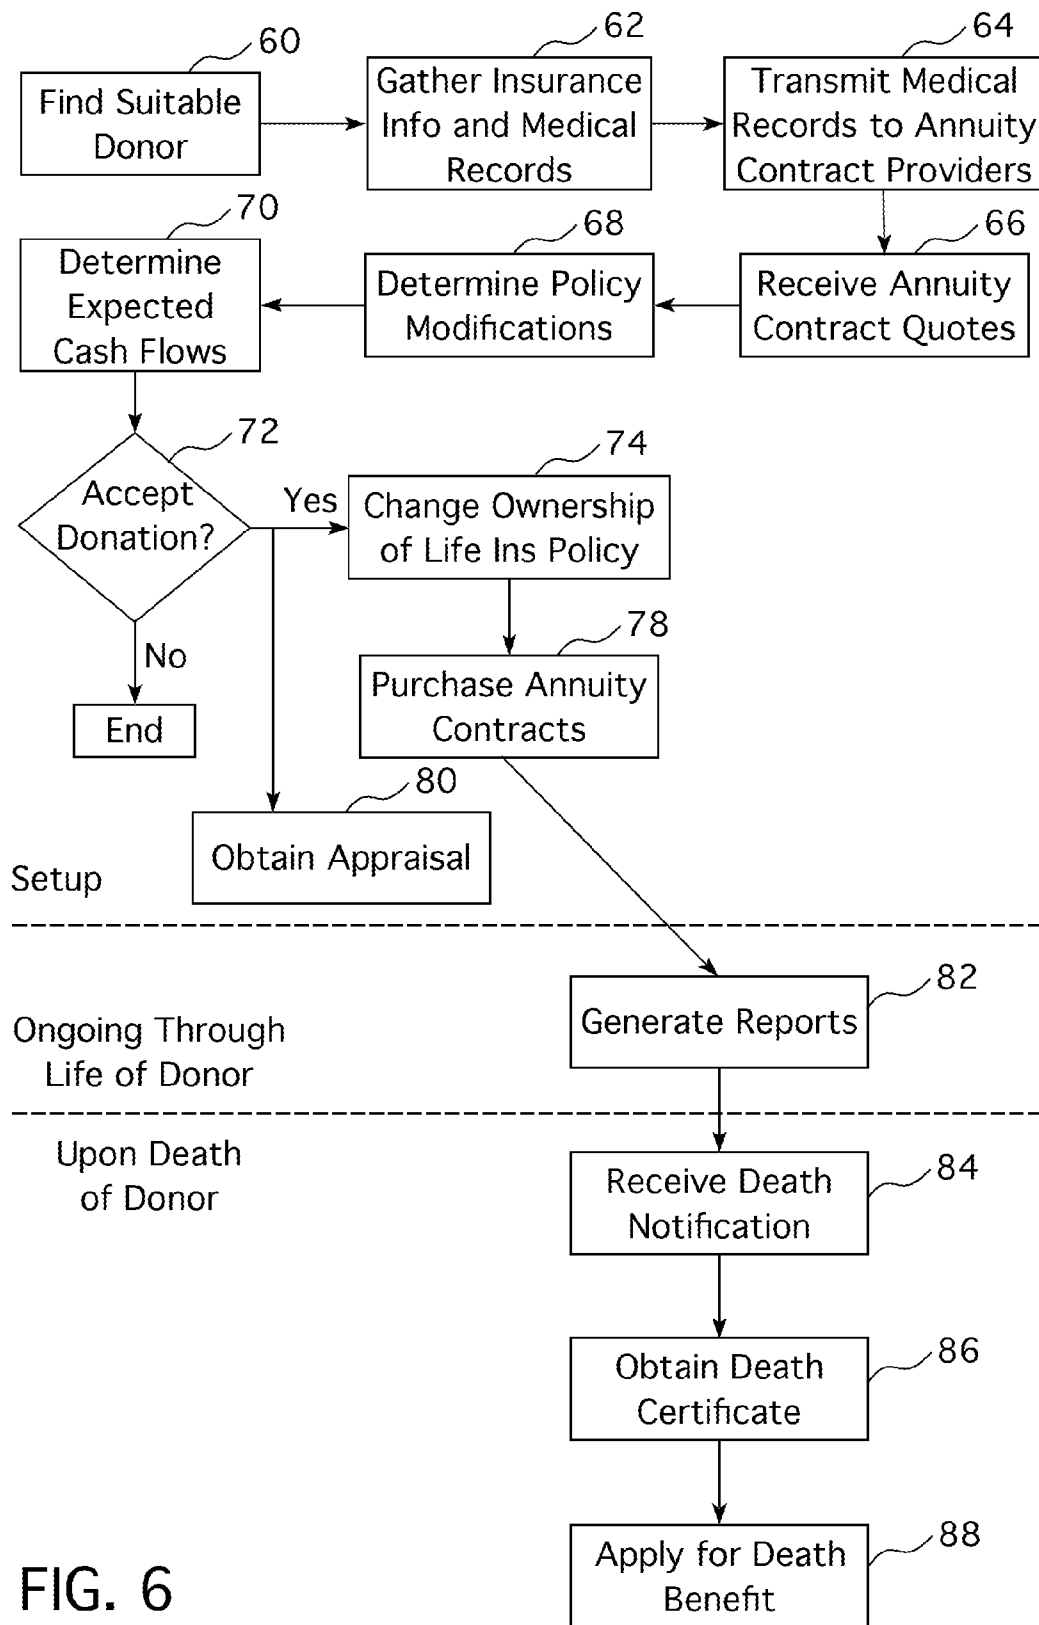 60
Find Suitable
Donor
62
Gather Insurance
Info and Medical
Records
64
Transmit Medical
Records to Annuity
Contract Providers
66
Receive Annuity
Contract Quotes
68
Determine Policy
Modifications
70
Determine
Expected
Cash Flows
72
Accept
Donation?
Yes
No
End
74
Change Ownership
of Life Ins Policy
78
Purchase Annuity
Contracts
80
Obtain Appraisal
Setup
82
Generate Reports
Ongoing Through
Life of Donor
Upon Death
of Donor
84
Receive Death
Notification
86
Obtain Death
Certificate
88
Apply for Death
Benefit
FIG. 6